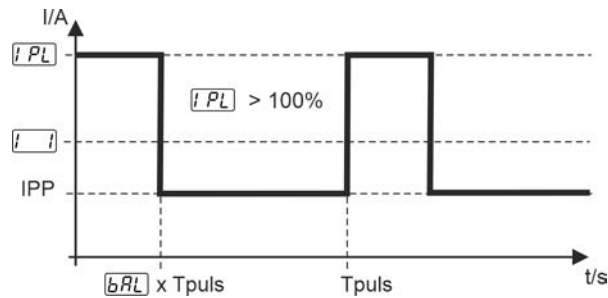 I/A
I PL
I PL > 100%
I 1
IPP
bAL x Tpuls
Tpuls
t/s